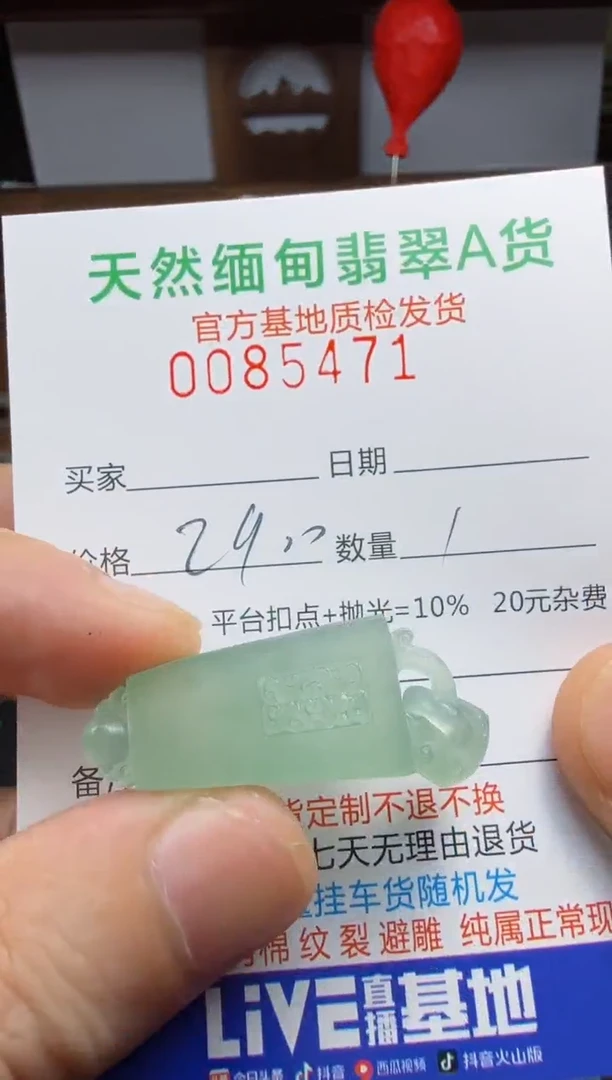 天然缅甸翡翠A货
官方基地质检发货
0085471
买家 日期
价格 2400 数量 1
平台扣点+抛光=10% 20元杂费
备
货定制不退不换
七天无理由退货
挂车货随机发
棉纹裂避雕 纯属正常现
LiVE直播基地
今日头条 抖音 西瓜视频 抖音火山版